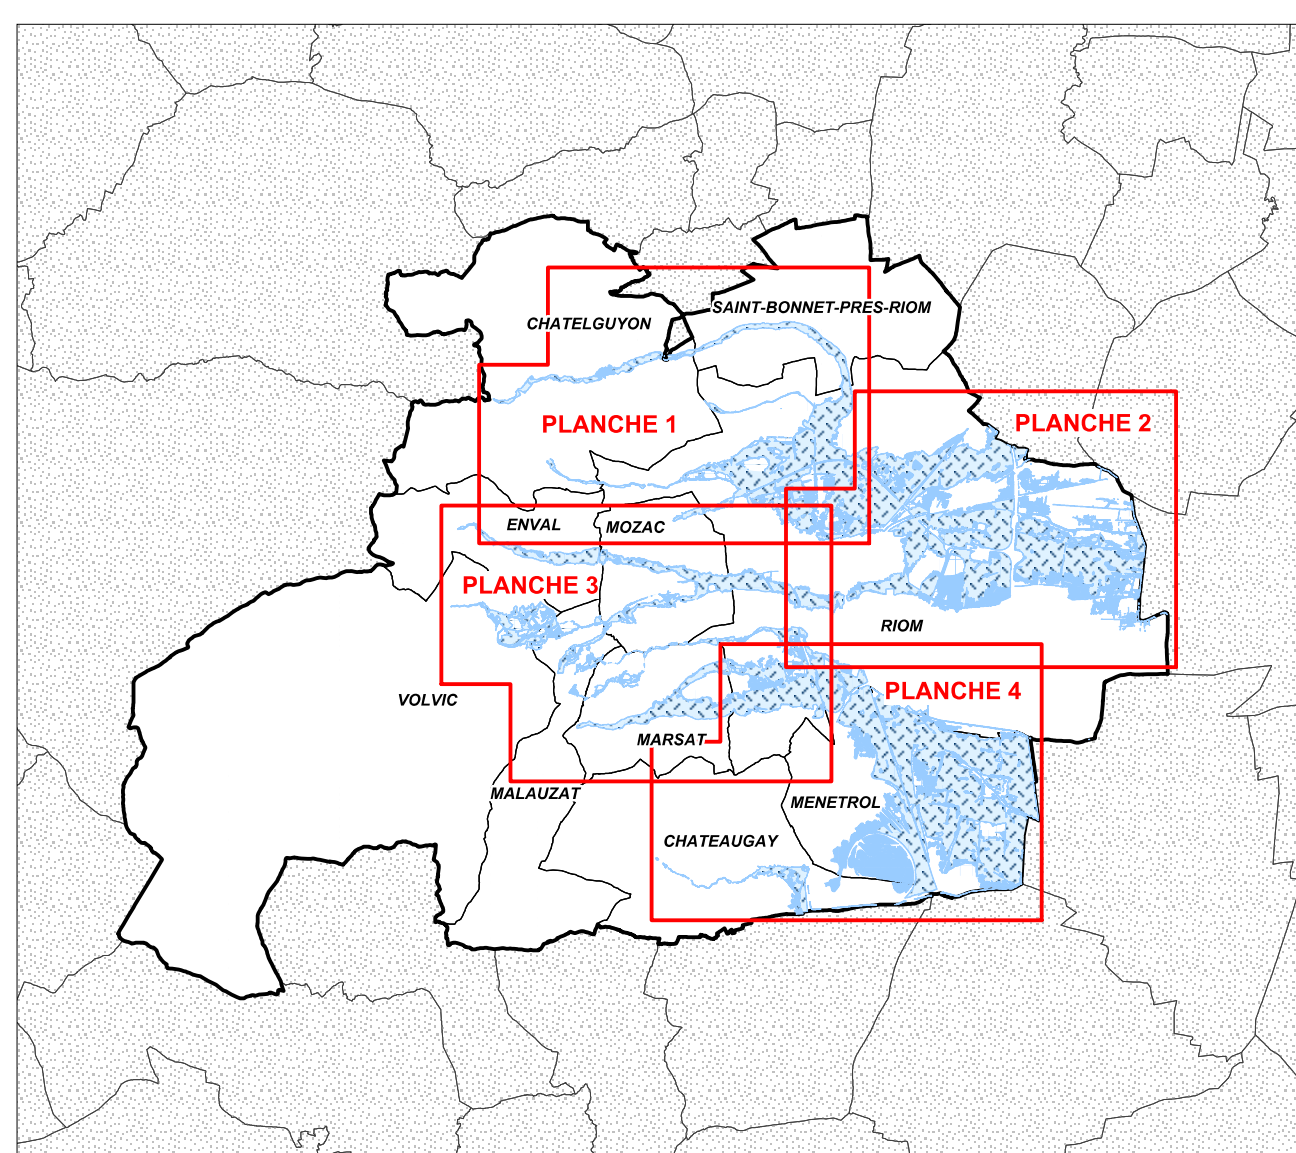 SAINT-BONNET-PRES-RIOM
CHATELGUYON
PLANCHE 1
PLANCHE 2
ENVAL
MOZAC
PLANCHE 3
RIOM
PLANCHE 4
VOLVIC
MARSAT
MALAUZAT
MENETROL
CHATEAUGAY